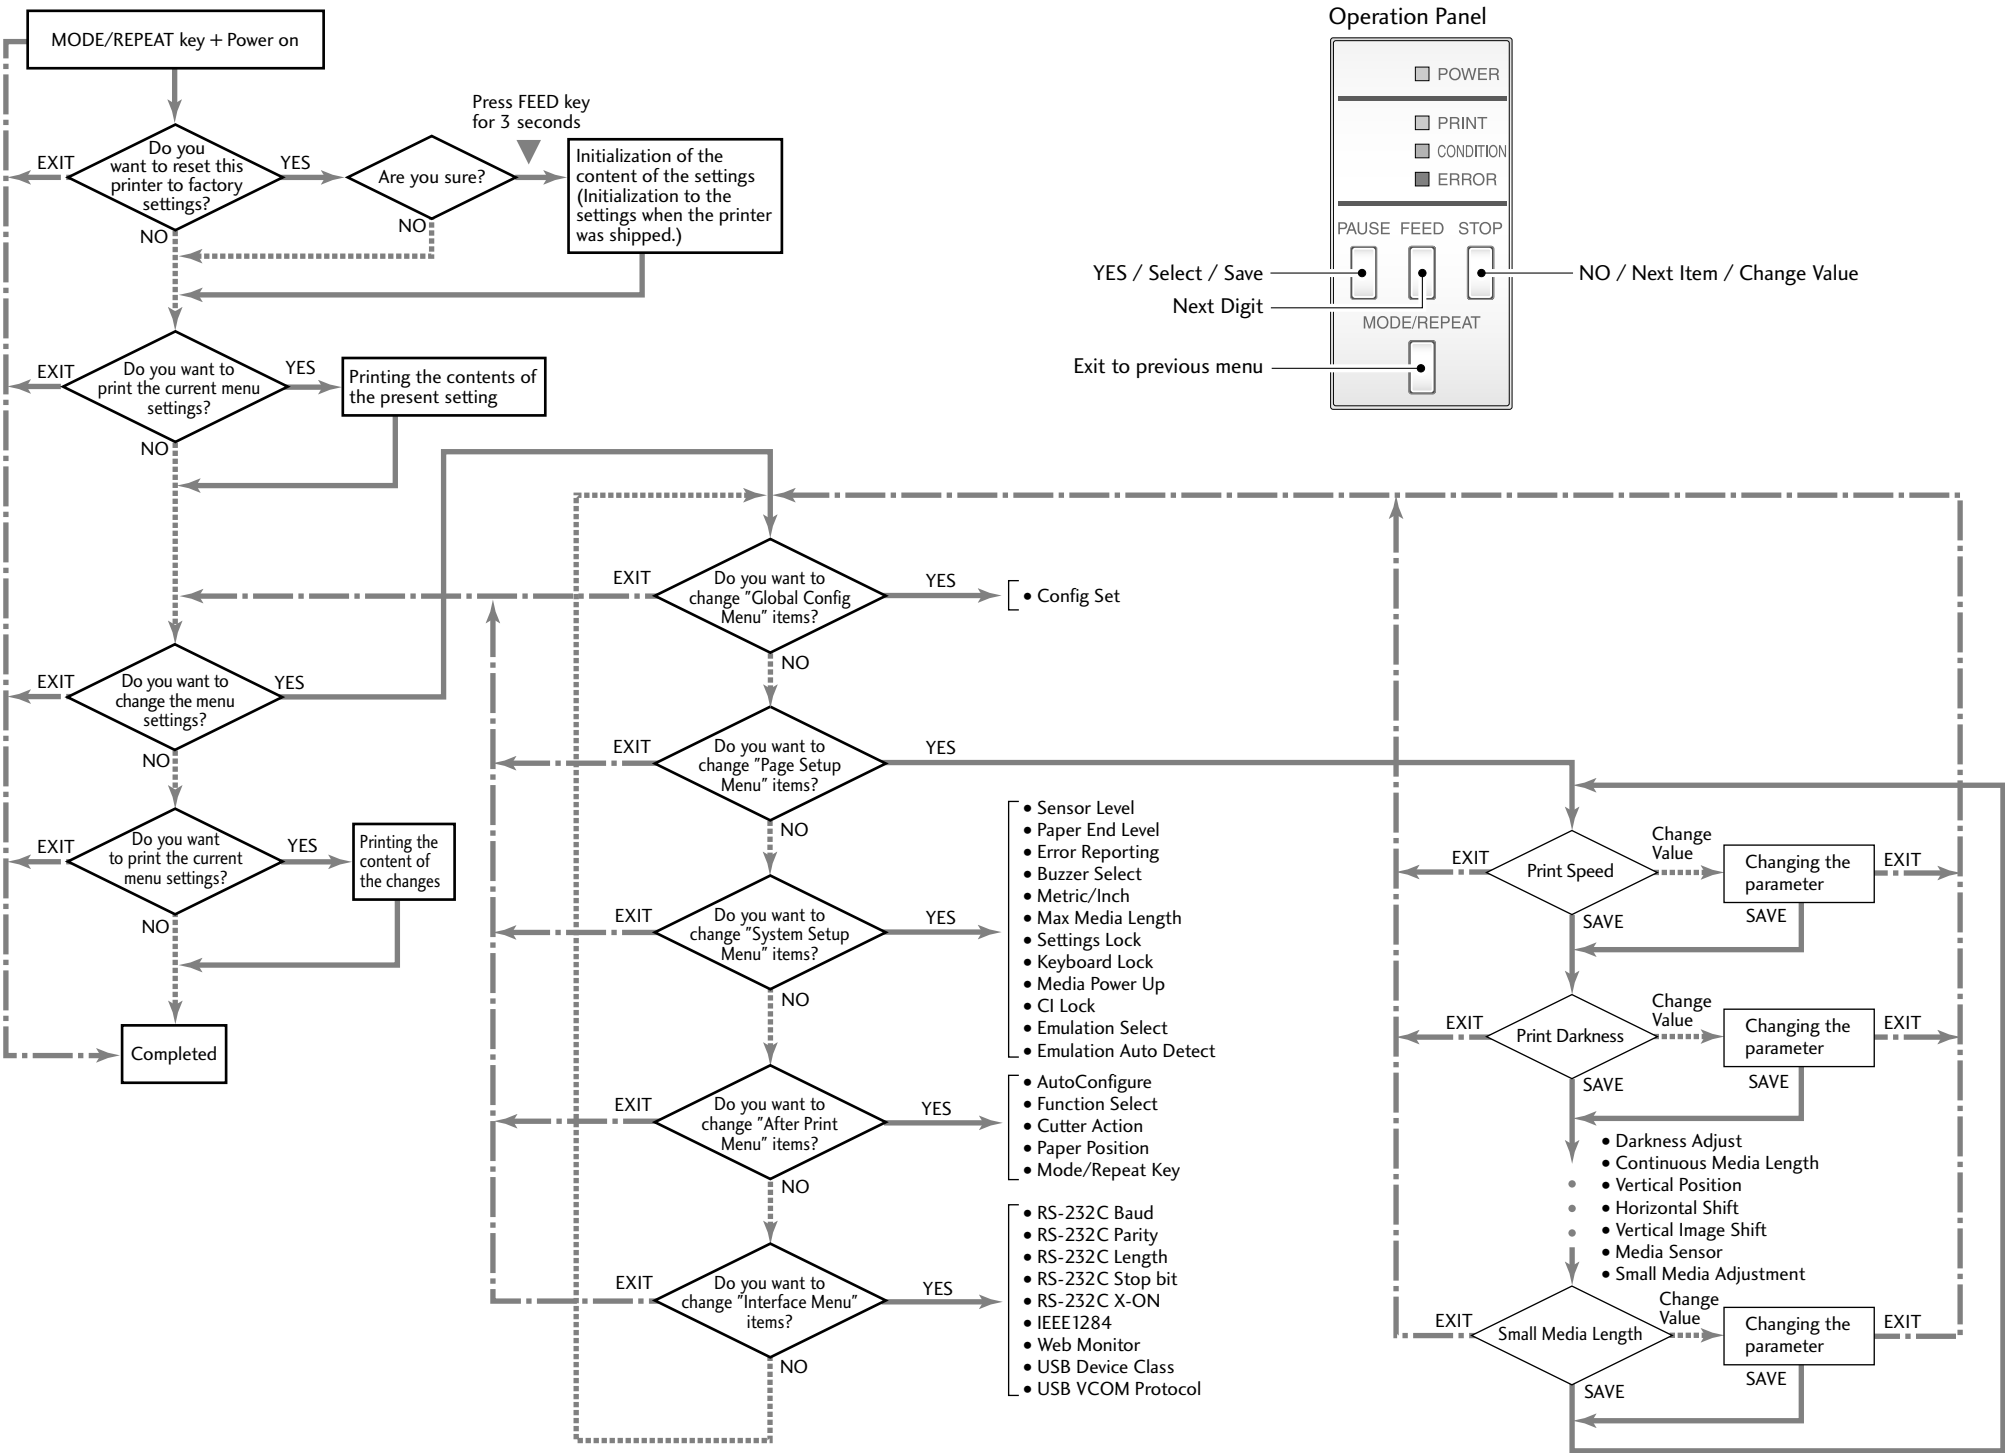 MODE/REPEAT key + Power on
Do you
want to reset this
printer to factory
settings?
EXIT
YES
NO
Are you sure?
NO
Press FEED key
for 3 seconds
Initialization of the
content of the settings
(Initialization to the
settings when the printer
was shipped.)
Do you want to
print the current menu
settings?
EXIT
YES
NO
Printing the contents of
the present setting
Do you want to
change the menu
settings?
EXIT
YES
NO
Do you want
to print the current
menu settings?
EXIT
YES
NO
Printing the
content of
the changes
Completed
Operation Panel
POWER
PRINT
CONDITION
ERROR
PAUSE FEED STOP
MODE/REPEAT
YES / Select / Save
Next Digit
Exit to previous menu
NO / Next Item / Change Value
Do you want to
change "Global Config
Menu" items?
EXIT
YES
NO
• Config Set
Do you want to
change "Page Setup
Menu" items?
EXIT
YES
NO
Do you want to
change "System Setup
Menu" items?
EXIT
YES
NO
• Sensor Level
• Paper End Level
• Error Reporting
• Buzzer Select
• Metric/Inch
• Max Media Length
• Settings Lock
• Keyboard Lock
• Media Power Up
• CI Lock
• Emulation Select
• Emulation Auto Detect
Do you want to
change "After Print
Menu" items?
EXIT
YES
NO
• AutoConfigure
• Function Select
• Cutter Action
• Paper Position
• Mode/Repeat Key
Do you want to
change "Interface Menu"
items?
EXIT
YES
NO
• RS-232C Baud
• RS-232C Parity
• RS-232C Length
• RS-232C Stop bit
• RS-232C X-ON
• IEEE1284
• Web Monitor
• USB Device Class
• USB VCOM Protocol
Print Speed
EXIT
Change
Value
Changing the
parameter
EXIT
SAVE
SAVE
Print Darkness
EXIT
Change
Value
Changing the
parameter
EXIT
SAVE
SAVE
• Darkness Adjust
• Continuous Media Length
• Vertical Position
• Horizontal Shift
• Vertical Image Shift
• Media Sensor
• Small Media Adjustment
Small Media Length
EXIT
Change
Value
Changing the
parameter
EXIT
SAVE
SAVE